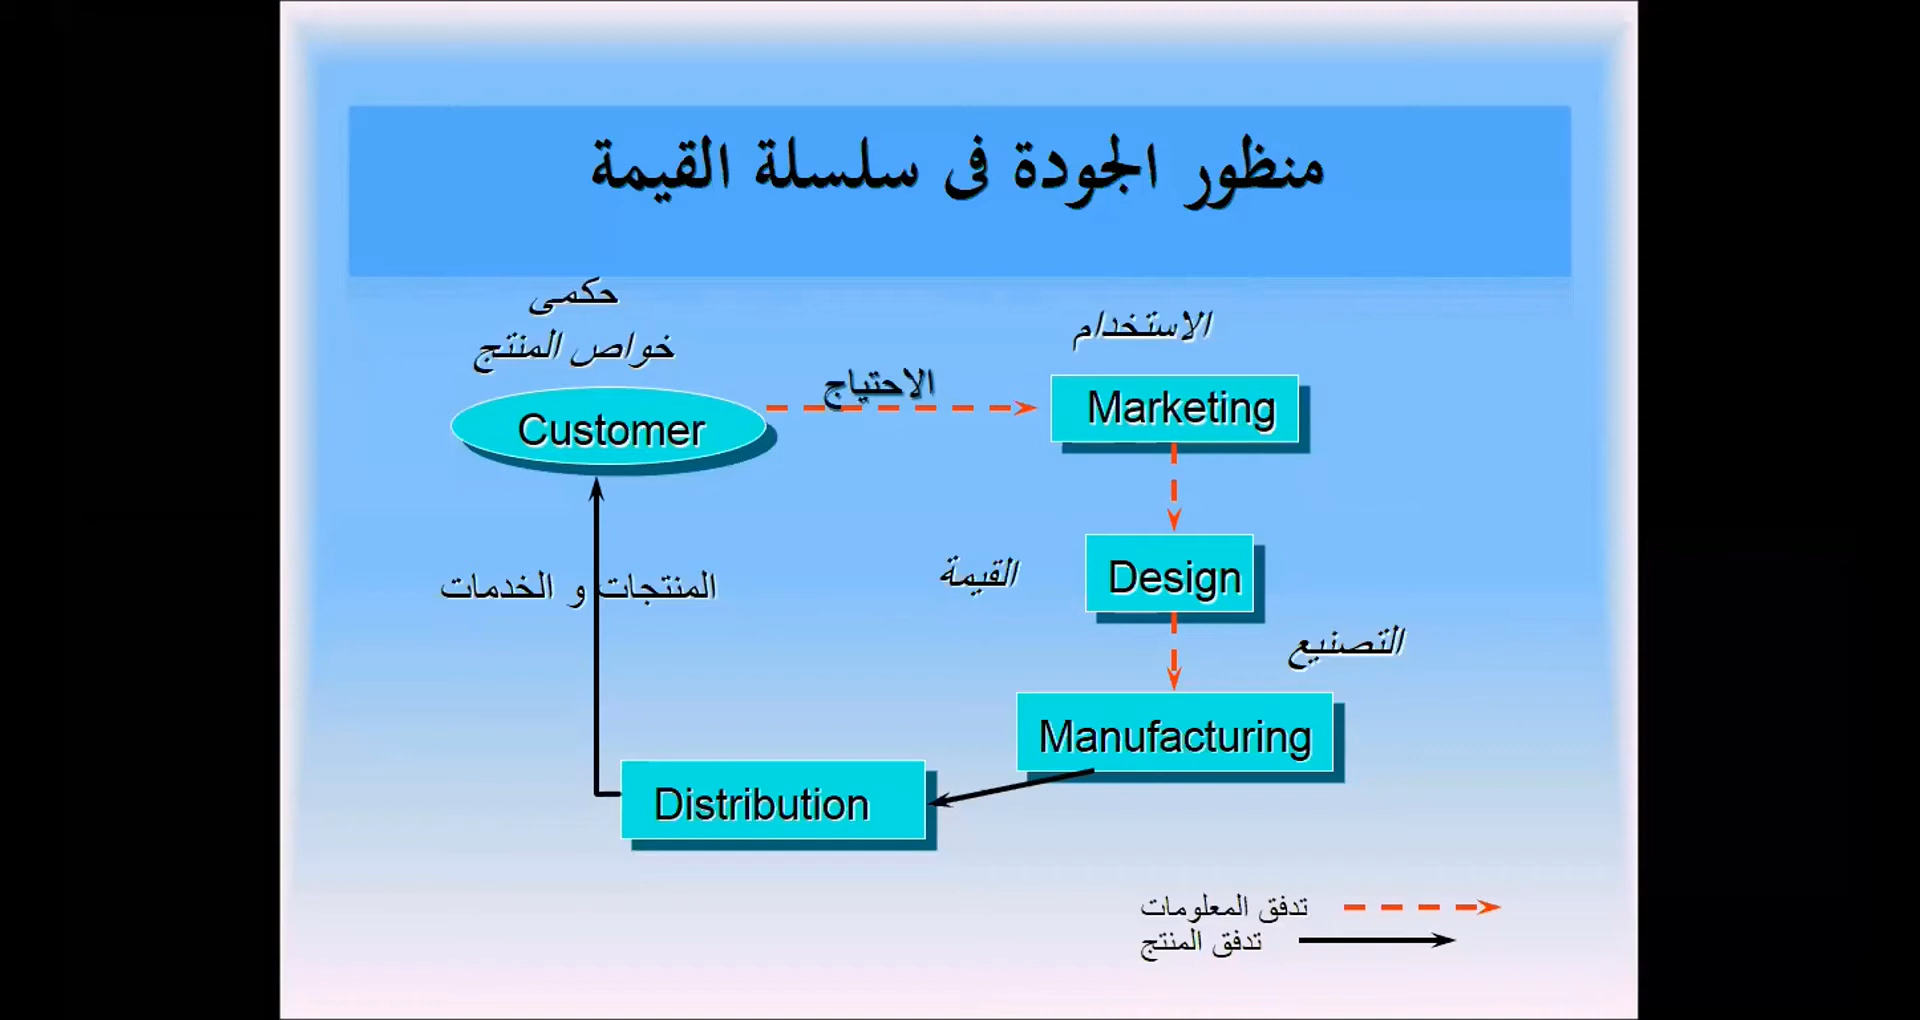 منظور الجودة فى سلسلة القيمة
حكمى
خواص المنتج
Customer
الاحتياج
الاستخدام
Marketing
القيمة
Design
التصنيع
Manufacturing
Distribution
المنتجات و الخدمات
تدفق المعلومات
تدفق المنتج